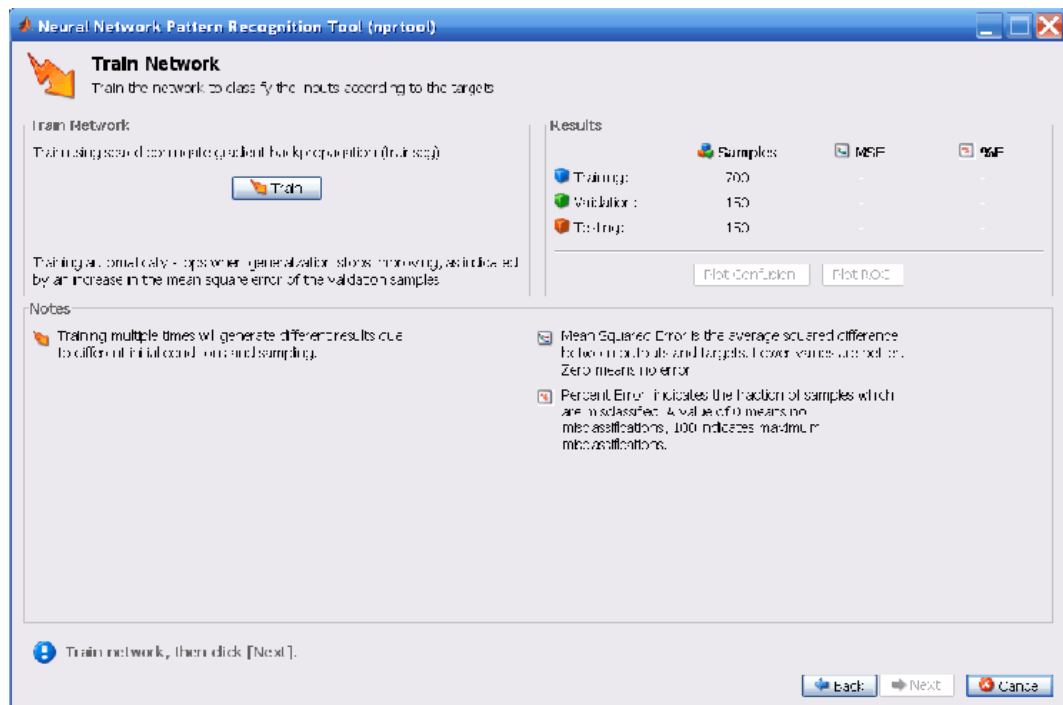 Neural Network Pattern Recognition Tool (nprtool)
Train Network
Train the network to classify the inputs according to the targets
Train Network
Train using scaled conjugate gradient backpropagation (trainscg)
Train
Training automatically stops when generalization stops improving, as indicated
by an increase in the mean square error of the validation samples
Results
Samples MSE %E
Training: 700 - -
Validation: 150 - -
Testing: 150 - -
Plot Confusion Plot ROC
Notes
Training multiple times will generate different results due
to different initial conditions and sampling.
Mean Squared Error is the average squared difference
between outputs and targets. Lower values are better.
Zero means no error
Percent Error indicates the fraction of samples which
are misclassified. A value of 0 means no
misclassifications, 100 indicates maximum
misclassifications.
Train network, then click [Next].
Back Next Cance